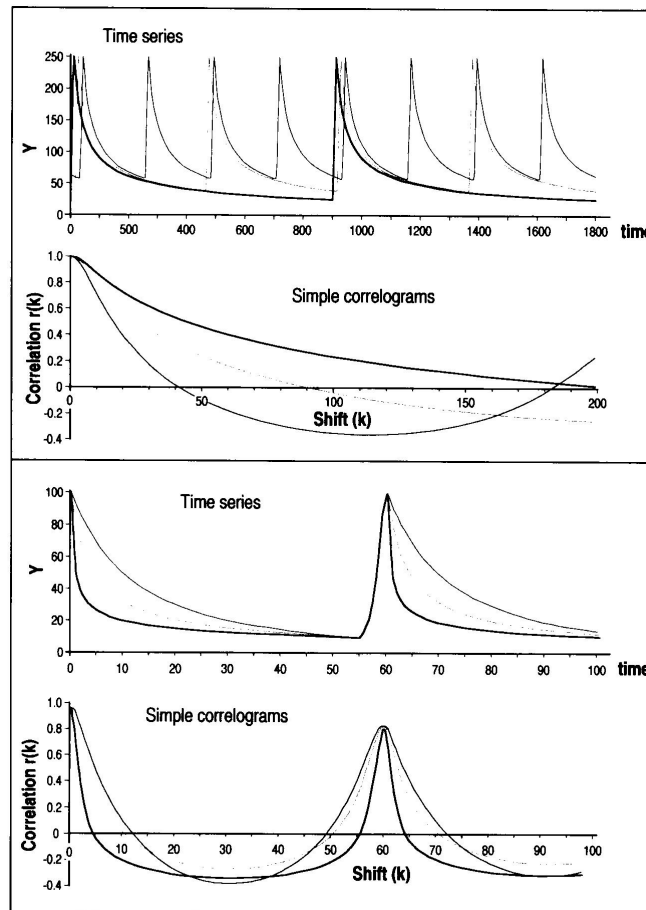 Time series
250
200
150
100
50
0
Y
0 200 400 600 800 1000 1200 1400 1600 1800 time
Simple correlograms
1.0
0.8
0.6
0.4
0.2
0
-0.2
-0.4
Correlation r(k)
0 50 100 150 200
Shift (k)
Time series
100
80
60
40
20
0
Y
0 10 20 30 40 50 60 70 80 90 100 time
Simple correlograms
1.0
0.8
0.6
0.4
0.2
0
-0.2
-0.4
Correlation r(k)
0 10 20 30 40 50 60 70 80 90 100
Shift (k)